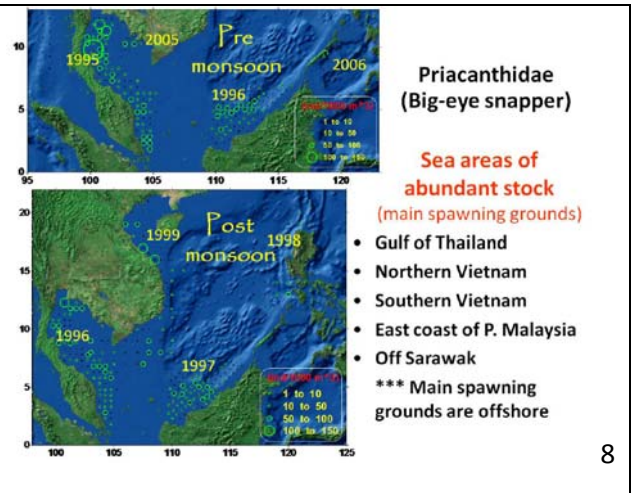 Pre
monsoon
1995
2005
1996
2006
1 to 10
10 to 50
50 to 100
100 to 150
10
5
95 100 105 110 115 120
Post
monsoon
1999
1998
1996
1997
1 to 10
10 to 50
50 to 100
100 to 150
20
15
10
5
0
100 105 110 115 120 125
Priacanthidae
(Big-eye snapper)
Sea areas of
abundant stock
(main spawning grounds)
• Gulf of Thailand
• Northern Vietnam
• Southern Vietnam
• East coast of P. Malaysia
• Off Sarawak
*** Main spawning
grounds are offshore
8